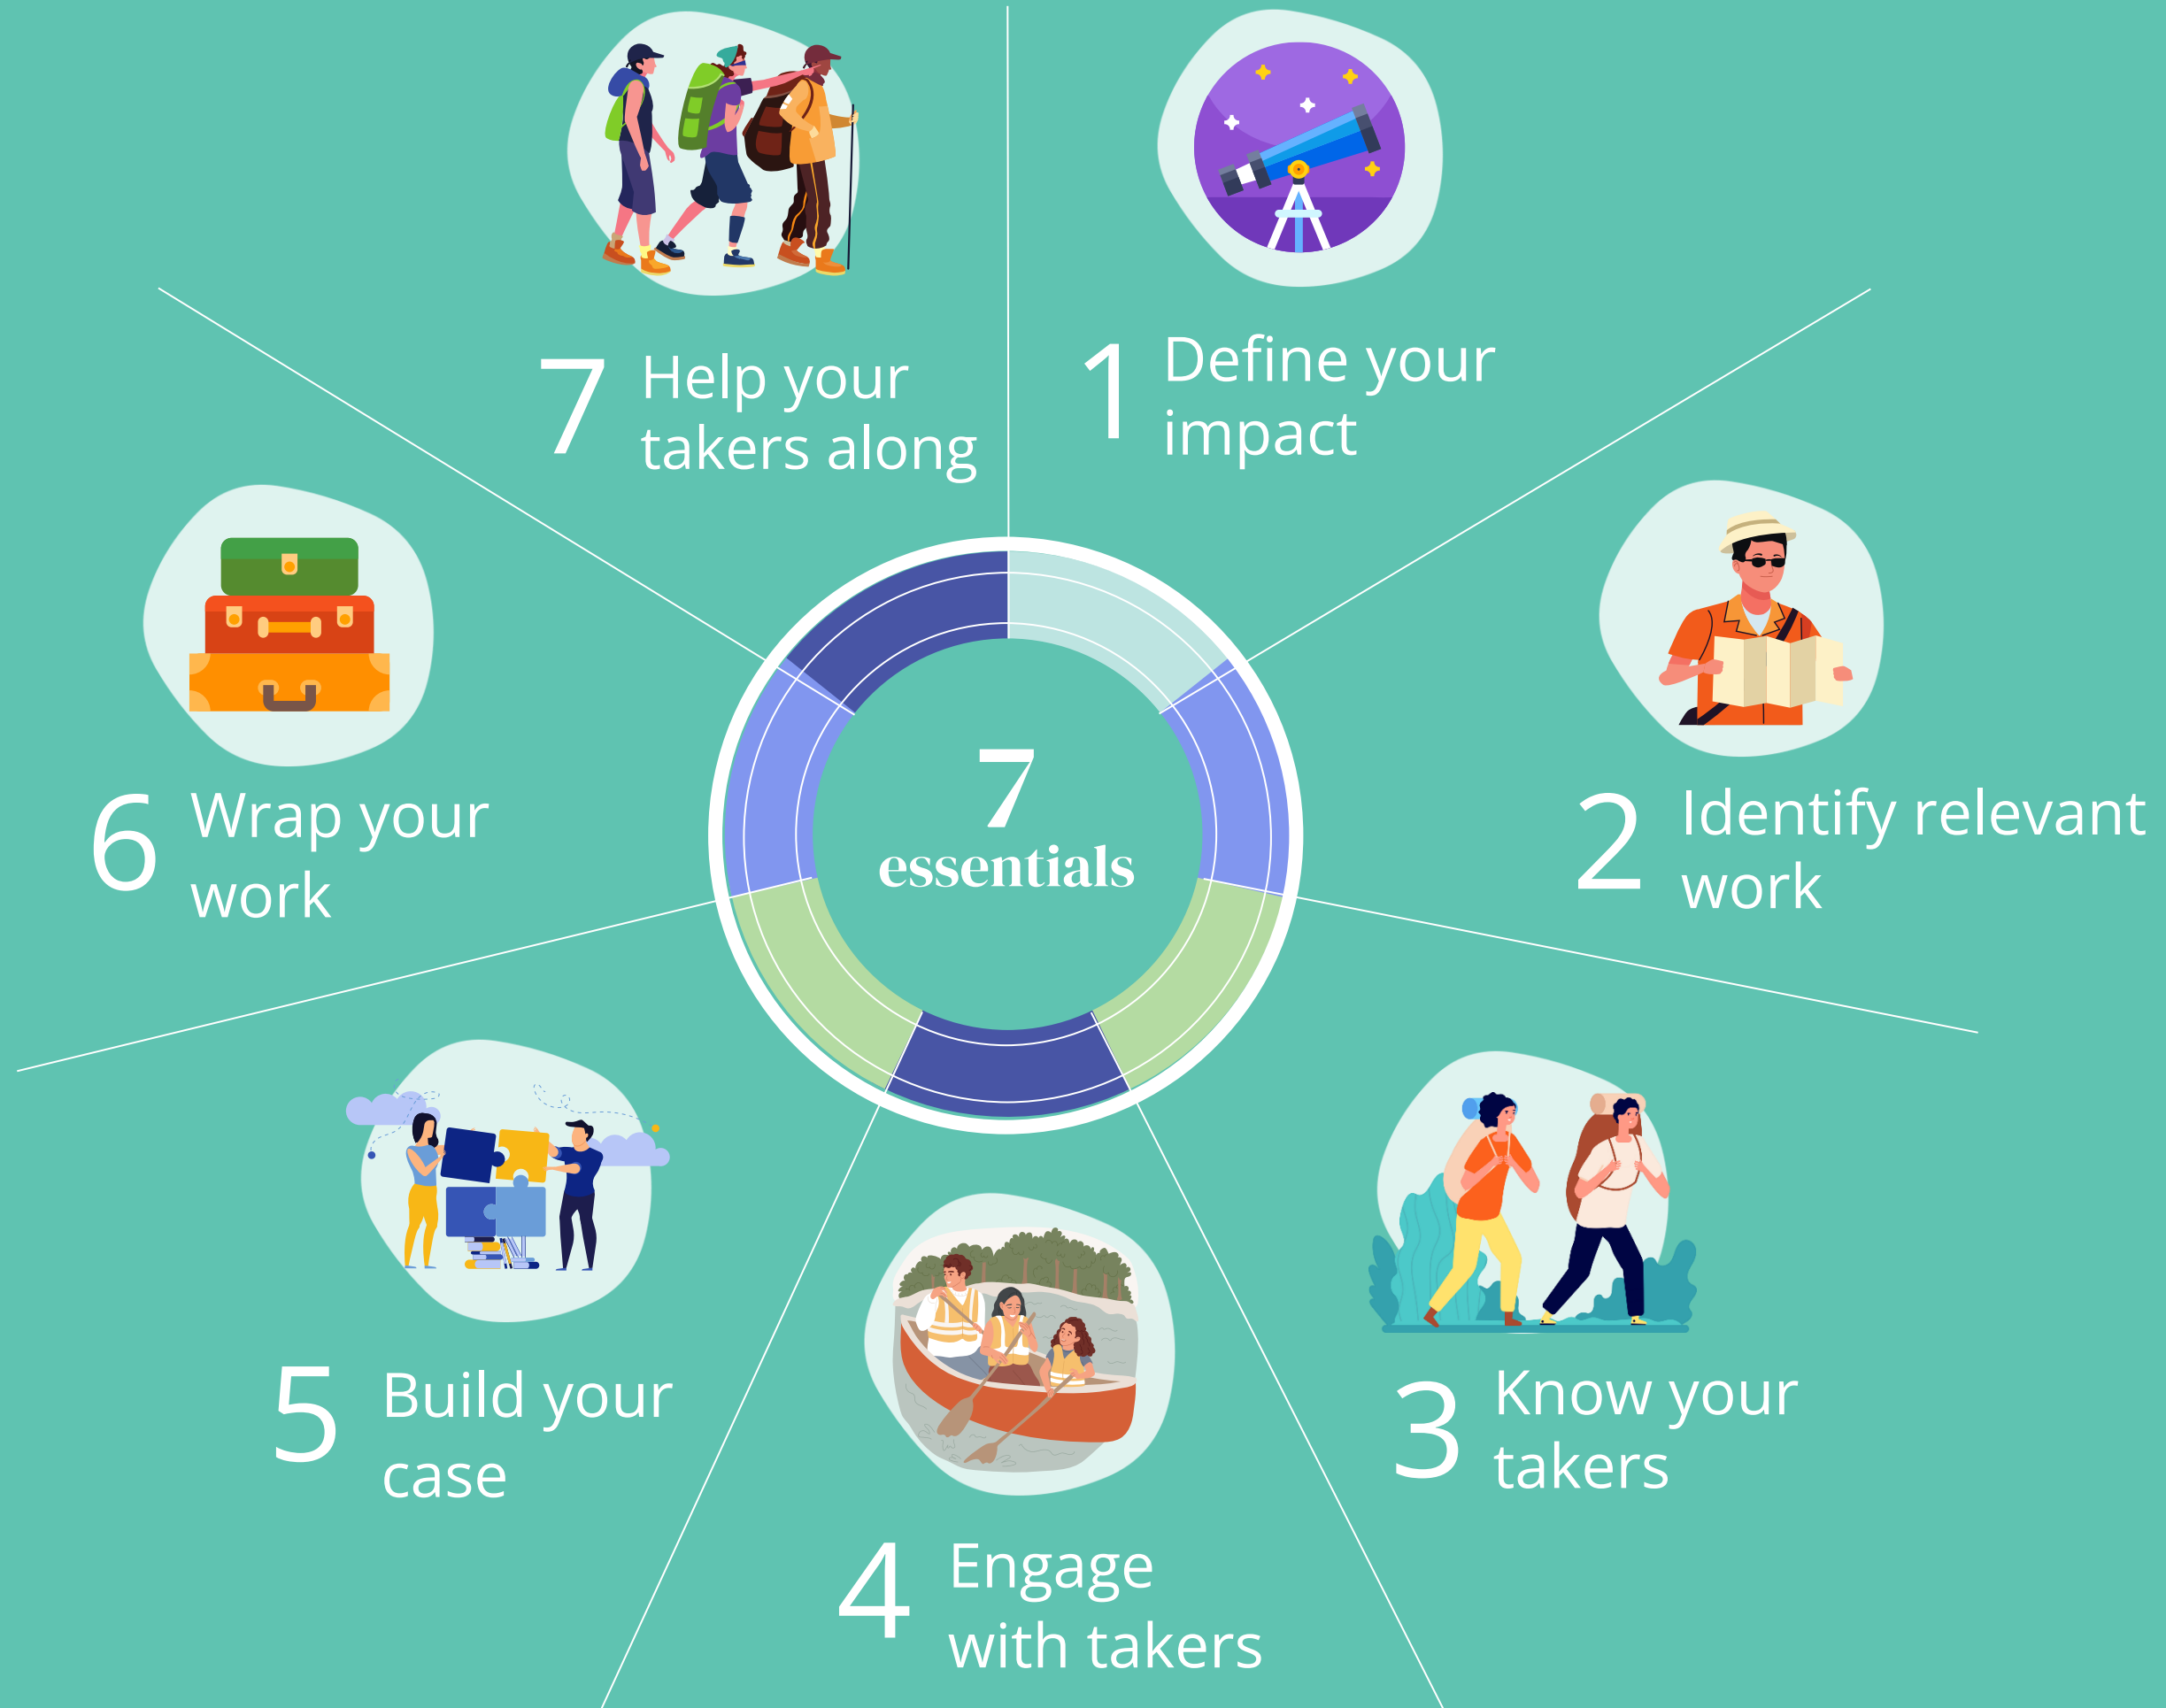 7
essentials
1
Define your
impact
2
Identify relevant
work
3
Know your
takers
4
Engage
with takers
5
Build your
case
6
Wrap your
work
7
Help your
takers along